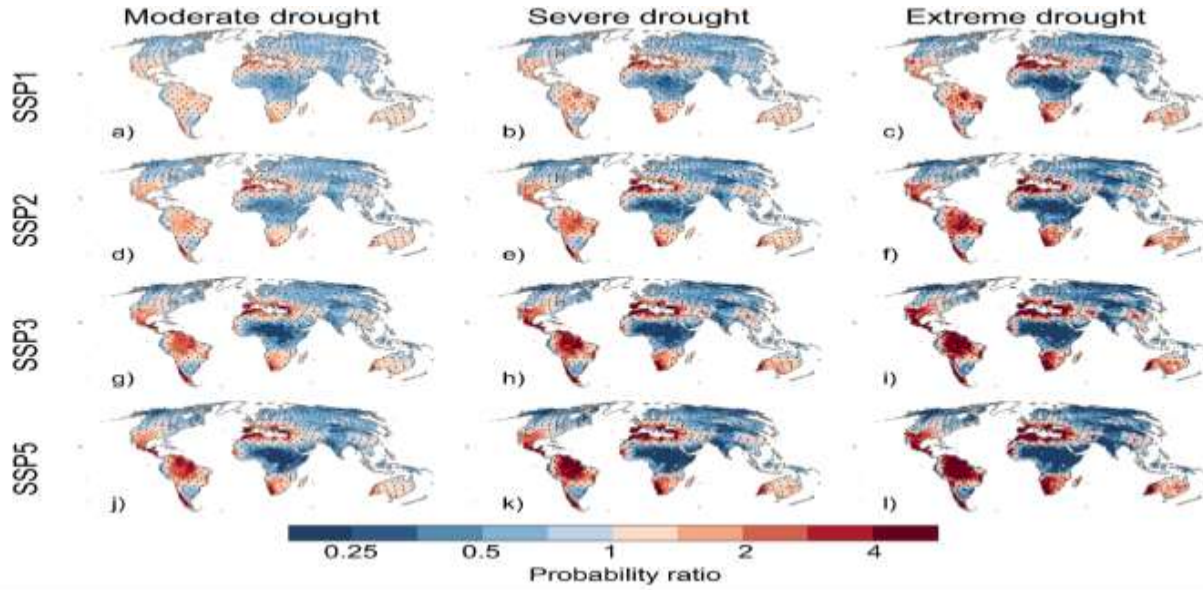 Moderate drought Severe drought Extreme drought
SSP1
a) b) c)
SSP2
d) e) f)
SSP3
g) h) i)
SSP5
j) k) l)
0.25 0.5 1 2 4
Probability ratio